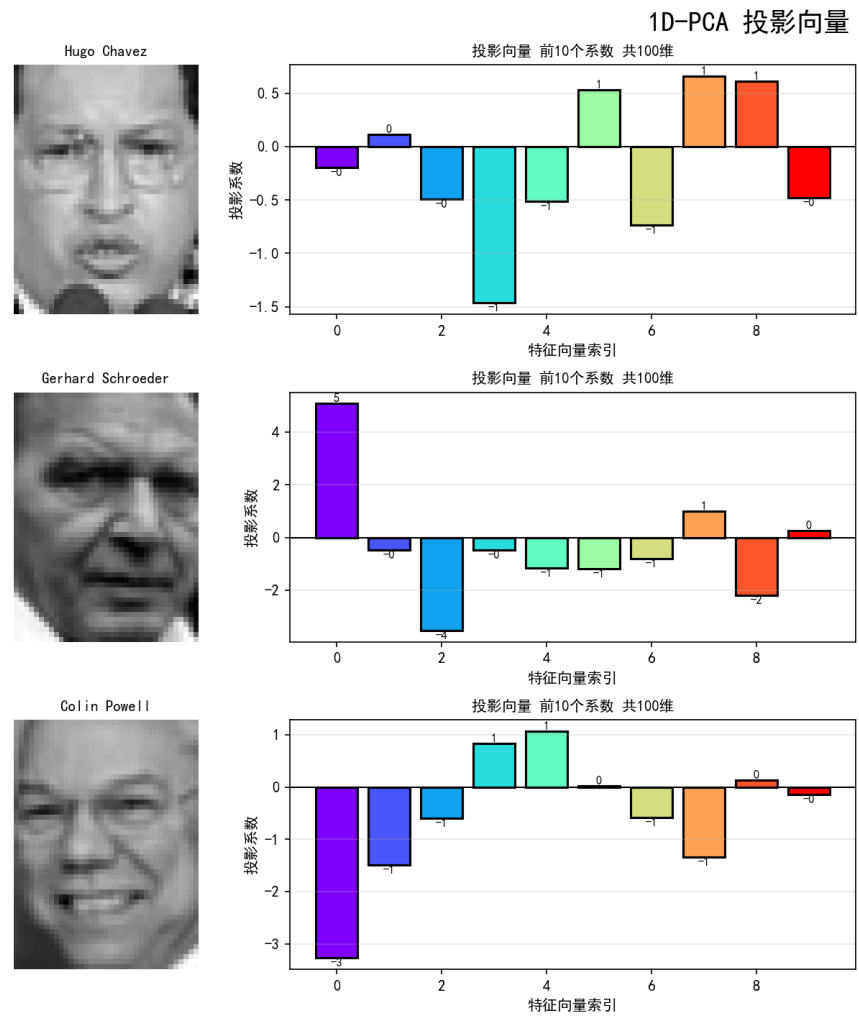 1D-PCA 投影向量
Hugo Chavez
投影向量 前10个系数 共100维
投影系数
0.5
0.0
−0.5
−1.0
−1.5
−0
0
−0
−1
−1
1
−1
1
1
−0
0 2 4 6 8
特征向量索引
Gerhard Schroeder
投影向量 前10个系数 共100维
投影系数
4
2
0
−2
5
−0
−4
−0
−1
−1
−1
1
−2
0
0 2 4 6 8
特征向量索引
Colin Powell
投影向量 前10个系数 共100维
投影系数
1
0
−1
−2
−3
−3
−1
−1
1
1
0
−1
−1
0
−0
0 2 4 6 8
特征向量索引